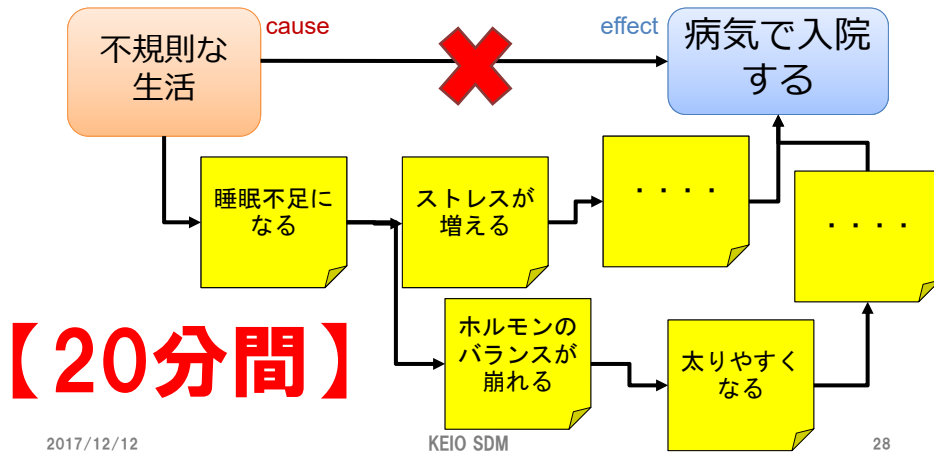 cause
effect
不規則な
生活
病気で入院
する
睡眠不足に
なる
ストレスが
増える
・・・・
・・・・
ホルモンの
バランスが
崩れる
太りやすく
なる
【20分間】
2017/12/12
KEIO SDM
28